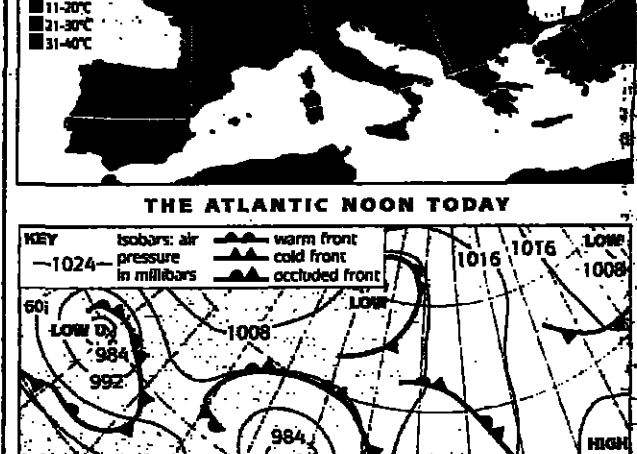 11-20°C
21-30°C
31-40°C
THE ATLANTIC NOON TODAY
KEY
1024
Isobars: air
pressure
in millibars
warm front
cold front
occluded front
1016
1016
LOW
1008
LOW
LOW U
984
992
1008
984
HIGH